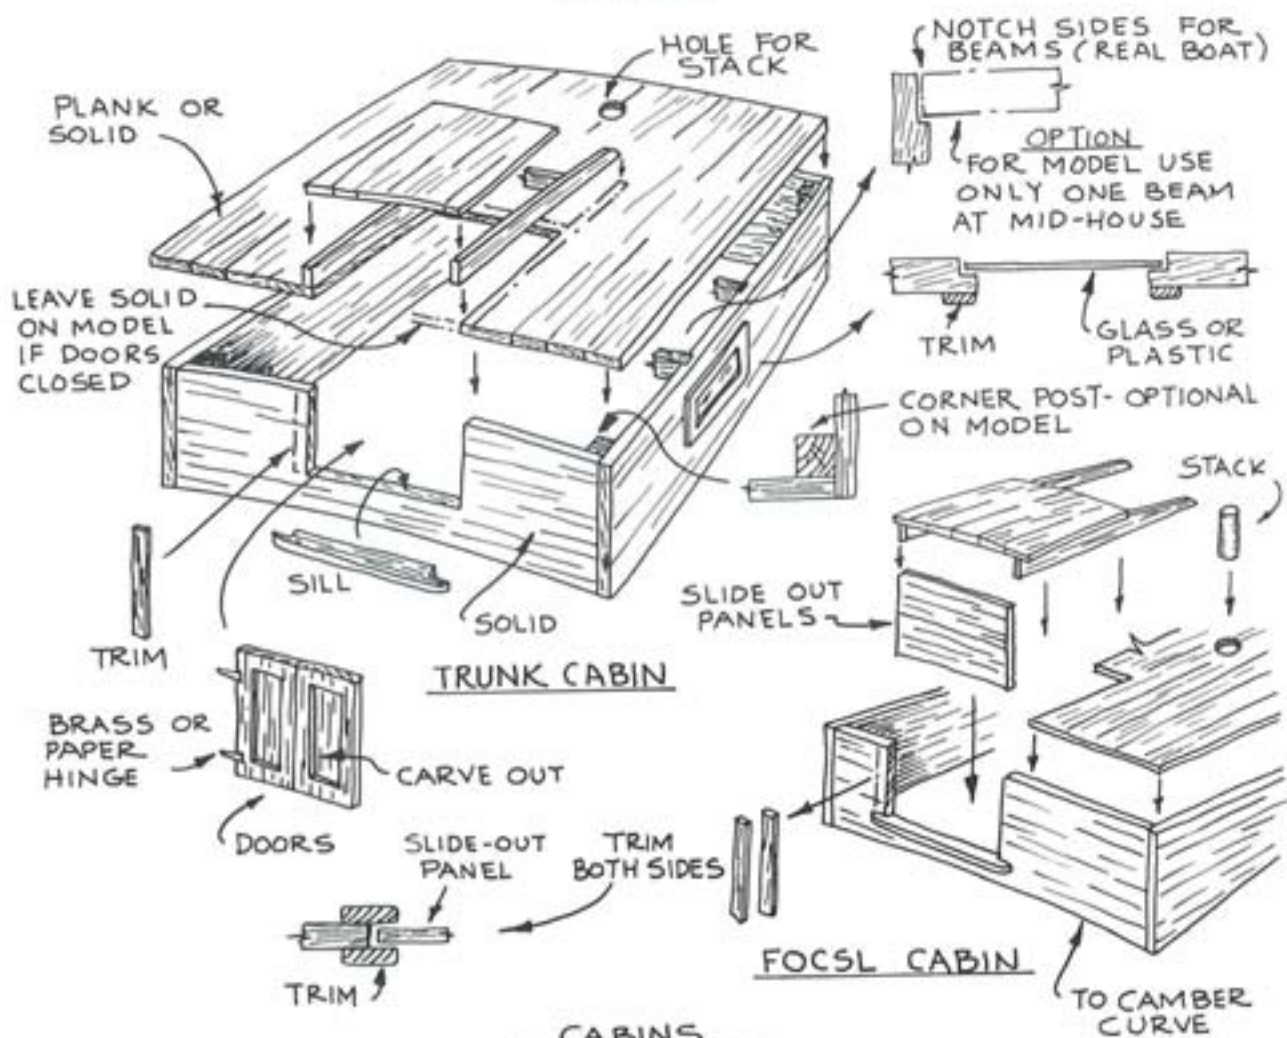 HOLE FOR
STACK
NOTCH SIDES FOR
BEAMS (REAL BOAT)
PLANK OR
SOLID
OPTION
FOR MODEL USE
ONLY ONE BEAM
AT MID-HOUSE
LEAVE SOLID
ON MODEL
IF DOORS
CLOSED
TRIM
GLASS OR
PLASTIC
CORNER POST- OPTIONAL
ON MODEL
STACK
SILL
SOLID
SLIDE OUT
PANELS
TRIM
TRUNK CABIN
BRASS OR
PAPER
HINGE
CARVE OUT
DOORS
SLIDE-OUT
PANEL
TRIM
BOTH SIDES
TRIM
FOCSL CABIN
TO CAMBER
CURVE
CABINS